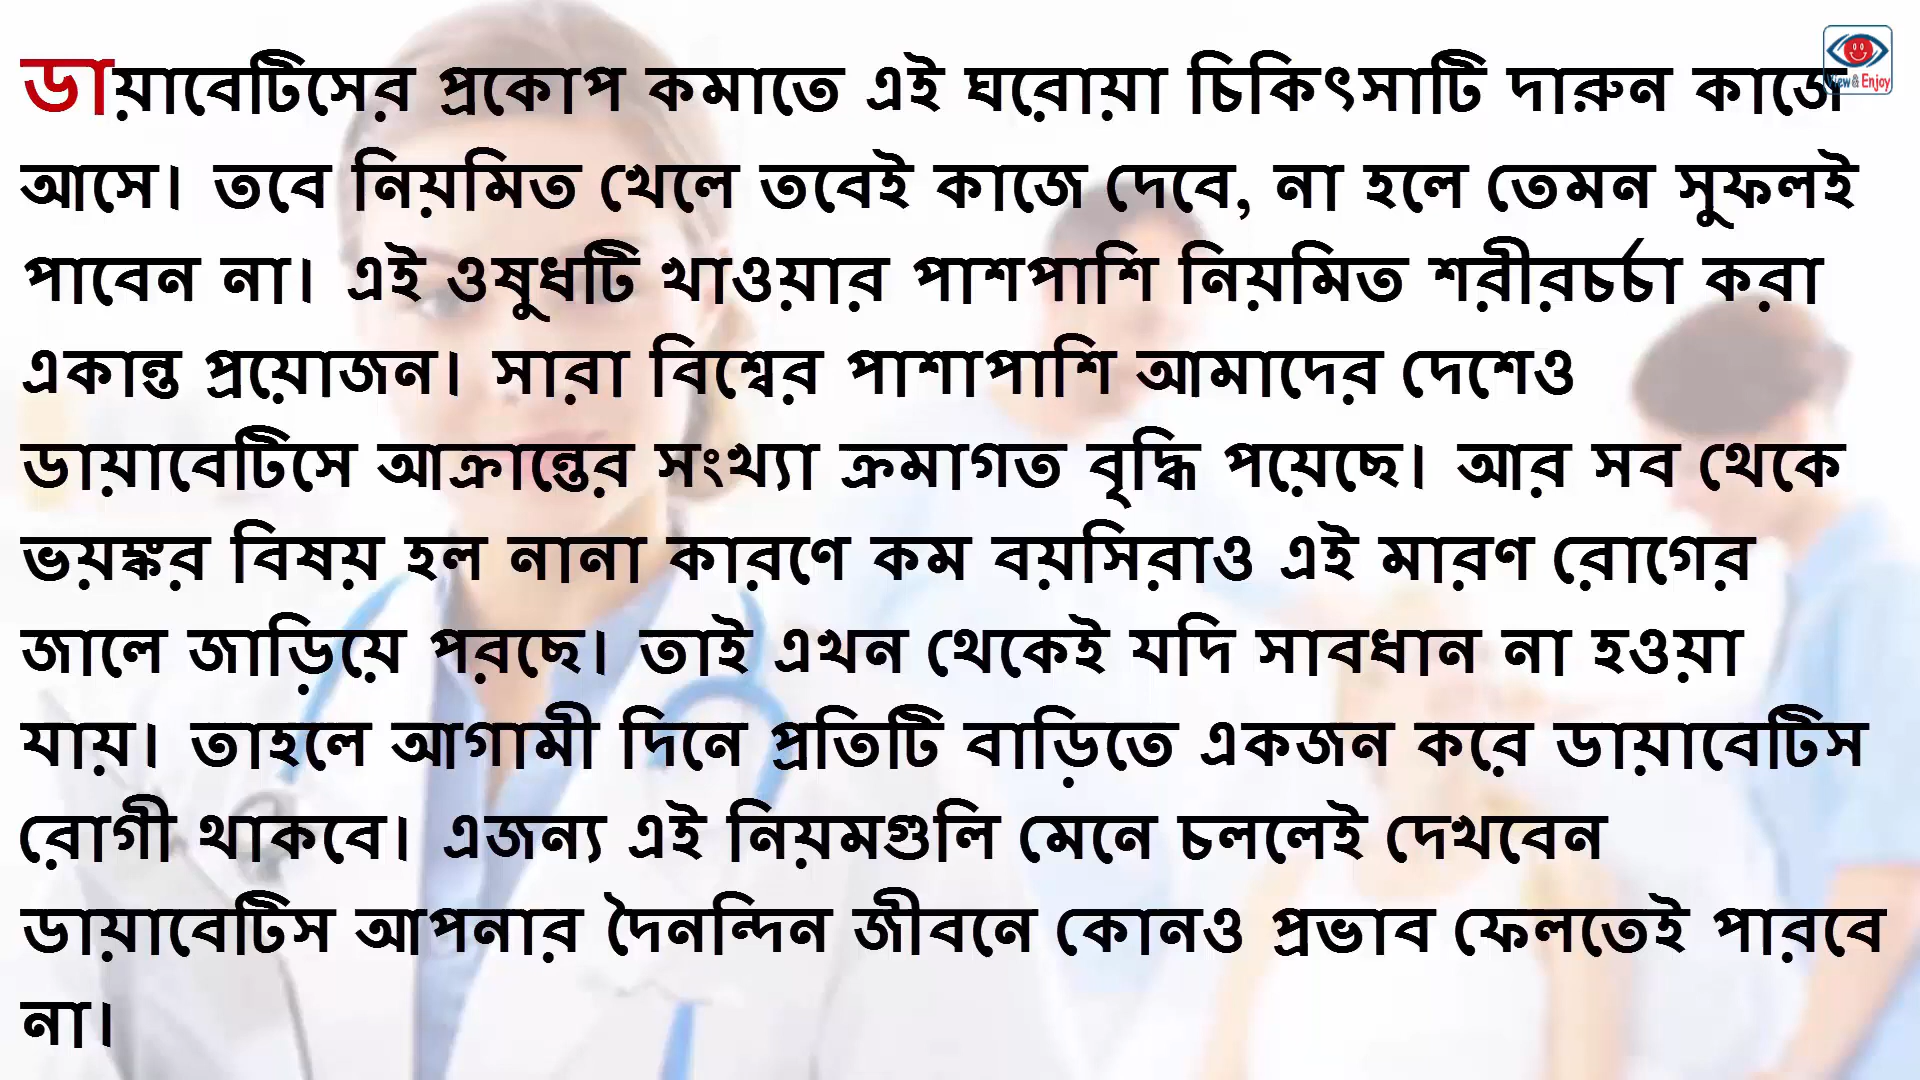 ডায়াবেটিসের প্রকোপ কমাতে এই ঘরোয়া চিকিৎসাটি দারুন কাজে
আসে। তবে নিয়মিত খেলে তবেই কাজে দেবে, না হলে তেমন সুফলই
পাবেন না। এই ওষুধটি খাওয়ার পাশপাশি নিয়মিত শরীরচর্চা করা
একান্ত প্রয়োজন। সারা বিশ্বের পাশাপাশি আমাদের দেশেও
ডায়াবেটিসে আক্রান্তের সংখ্যা ক্রমাগত বৃদ্ধি পয়েছে। আর সব থেকে
ভয়ঙ্কর বিষয় হল নানা কারণে কম বয়সিরাও এই মারণ রোগের
জালে জাড়িয়ে পরছে। তাই এখন থেকেই যদি সাবধান না হওয়া
যায়। তাহলে আগামী দিনে প্রতিটি বাড়িতে একজন করে ডায়াবেটিস
রোগী থাকবে। এজন্য এই নিয়মগুলি মেনে চললেই দেখবেন
ডায়াবেটিস আপনার দৈনন্দিন জীবনে কোনও প্রভাব ফেলতেই পারবে
না।
View & Enjoy